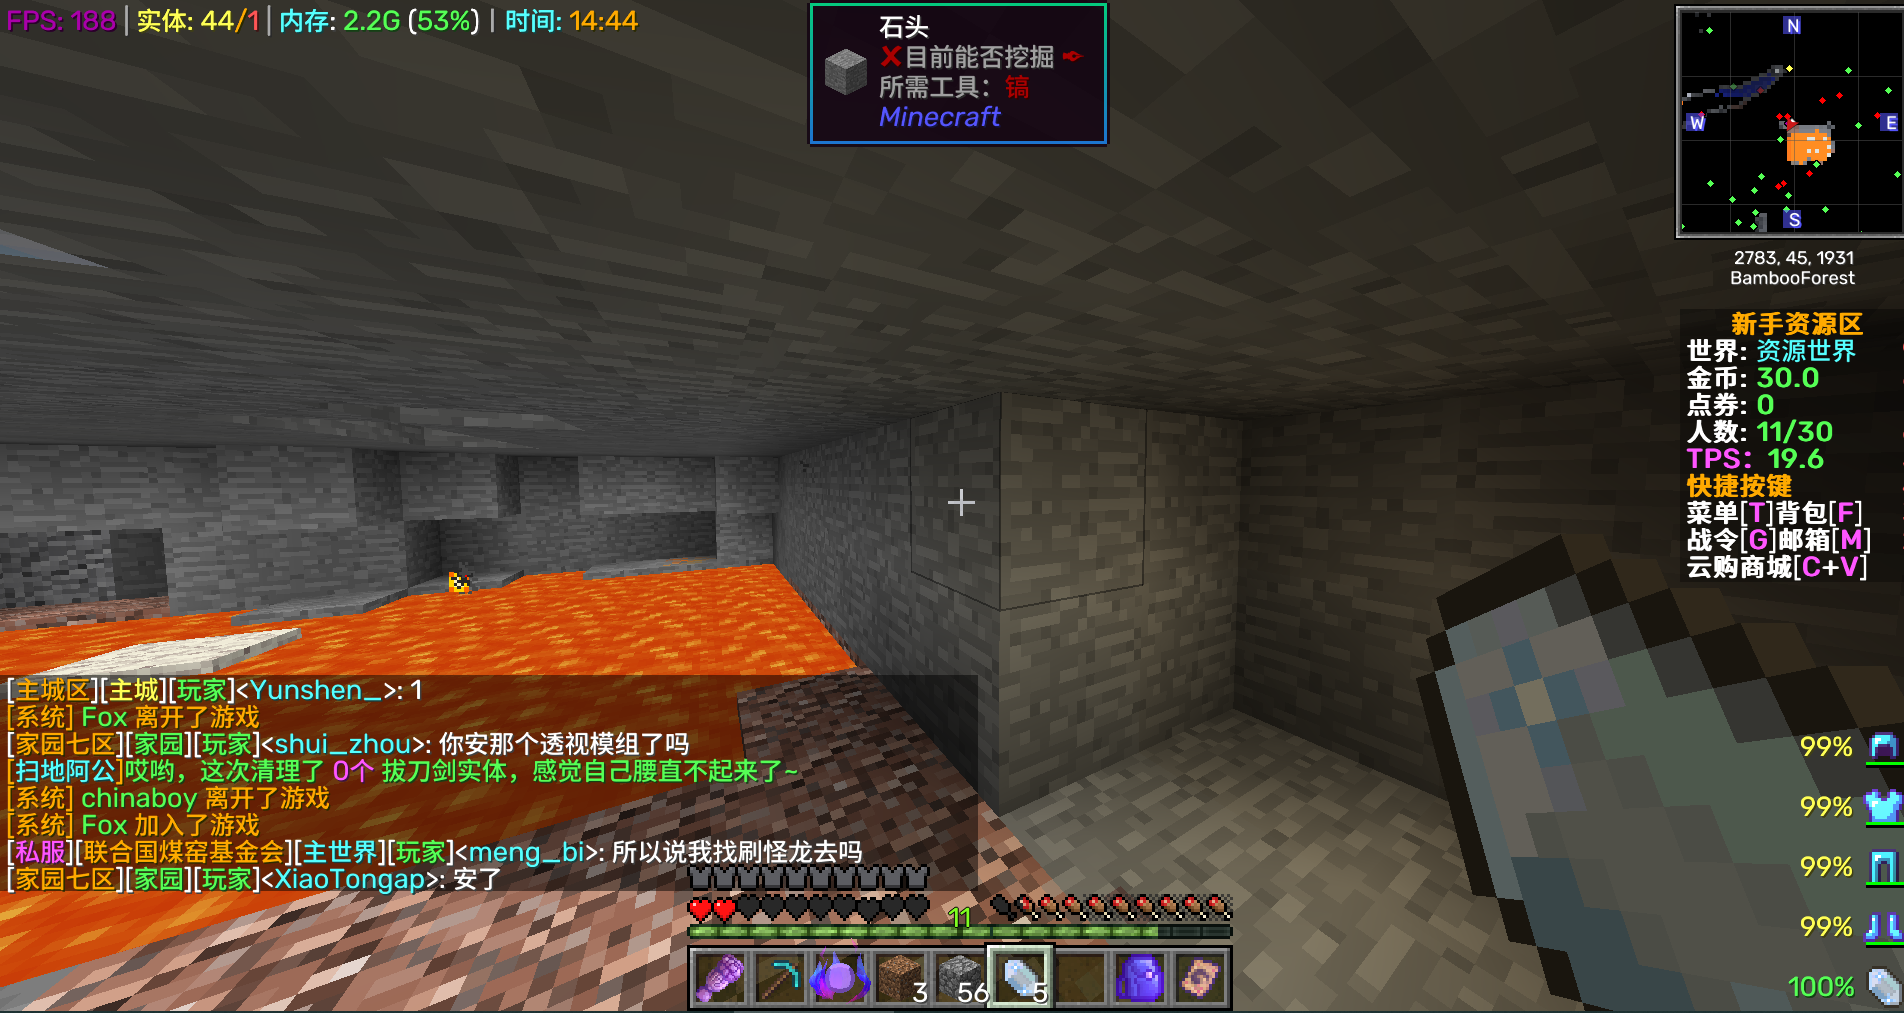 FPS: 188 | 实体: 44/1 | 内存: 2.2G (53%) | 时间: 14:44
石头
目前能否挖掘
所需工具：镐
Minecraft
N
W
E
S
2783, 45, 1931
BambooForest
新手资源区
世界: 资源世界
金币: 30.0
点券: 0
人数: 11/30
TPS: 19.6
快捷按键
菜单[T]背包[F]
战令[G]邮箱[M]
云购商城[C+V]
[主城区][主城][玩家]<Yunshen_>: 1
[系统] Fox 离开了游戏
[家园七区][家园][玩家]<shui_zhou>: 你安那个透视模组了吗
[扫地阿公]哎哟，这次清理了 0个 拔刀剑实体，感觉自己腰直不起来了~
[系统] chinaboy 离开了游戏
[系统] Fox 加入了游戏
[私服][联合国煤窑基金会][主世界][玩家]<meng_bi>: 所以说我找刷怪龙去吗
[家园七区][家园][玩家]<XiaoTongap>: 安了
99%
99%
99%
99%
100%
11
3
56
5